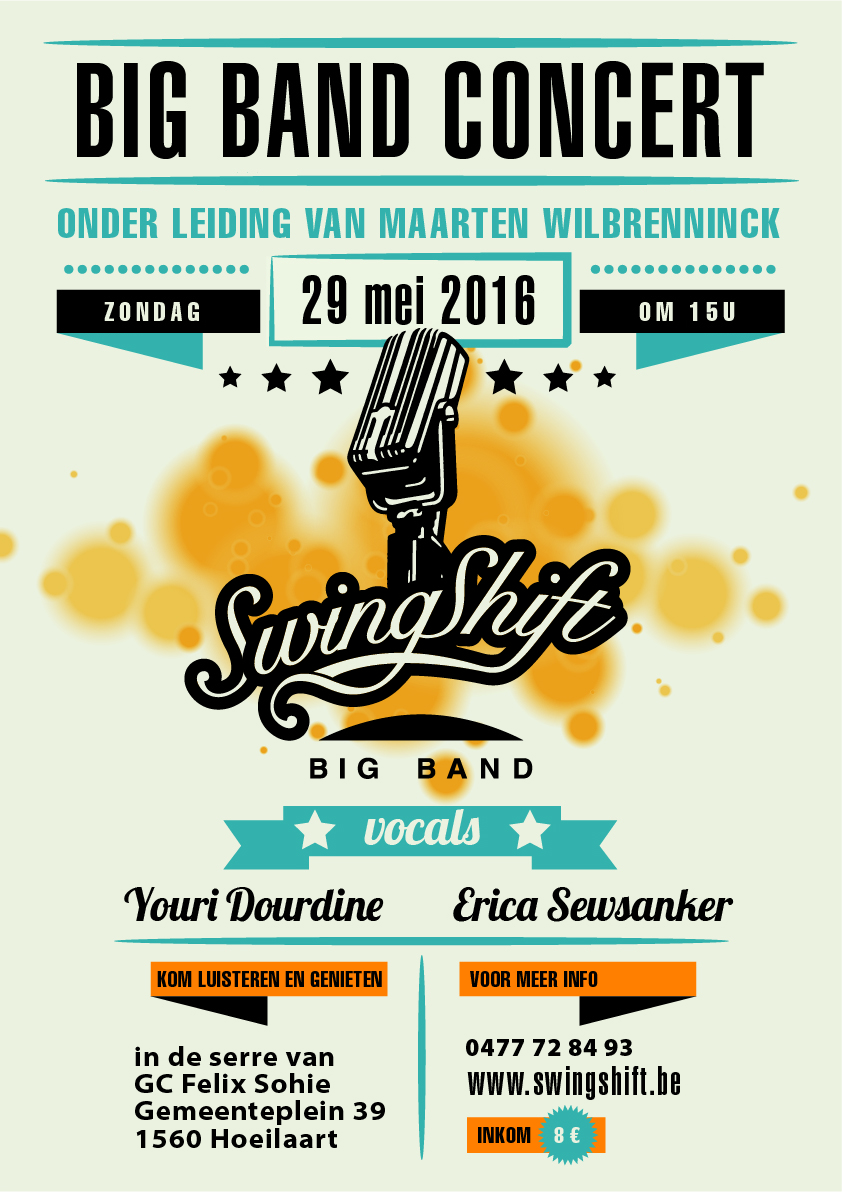 BIG BAND CONCERT
ONDER LEIDING VAN MAARTEN WILBRENNINCK
ZONDAG
29 mei 2016
OM 15U
SwingShift
BIG BAND
vocals
Youri Dourdine
Erica Sewsanker
KOM LUISTEREN EN GENIETEN
in de serre van
GC Felix Sohie
Gemeenteplein 39
1560 Hoeilaart
VOOR MEER INFO
0477 72 84 93
www.swingshift.be
INKOM 8 €